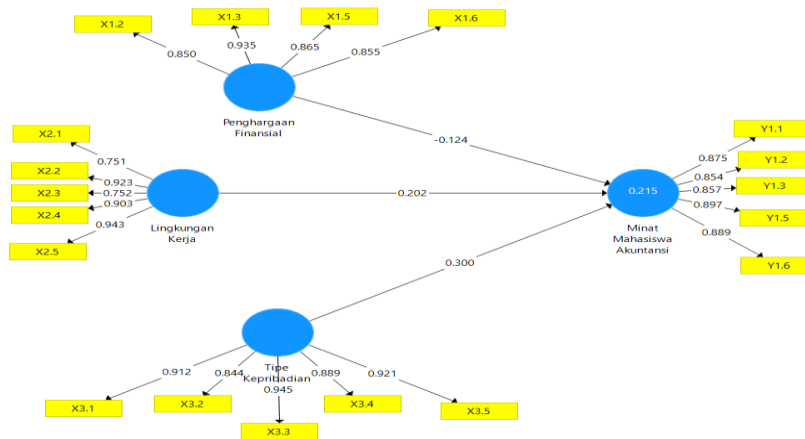 X1.2
X1.3
X1.5
X1.6
0.850
0.935
0.865
0.855
Penghargaan
Finansial
-0.124
X2.1
X2.2
X2.3
X2.4
X2.5
0.751
0.923
0.752
0.903
0.943
Lingkungan
Kerja
0.202
0.215
Minat
Mahasiswa
Akuntansi
0.875
0.854
0.857
0.897
0.889
Y1.1
Y1.2
Y1.3
Y1.5
Y1.6
0.300
Tipe
Kepribadian
0.912
0.844
0.945
0.889
0.921
X3.1
X3.2
X3.3
X3.4
X3.5